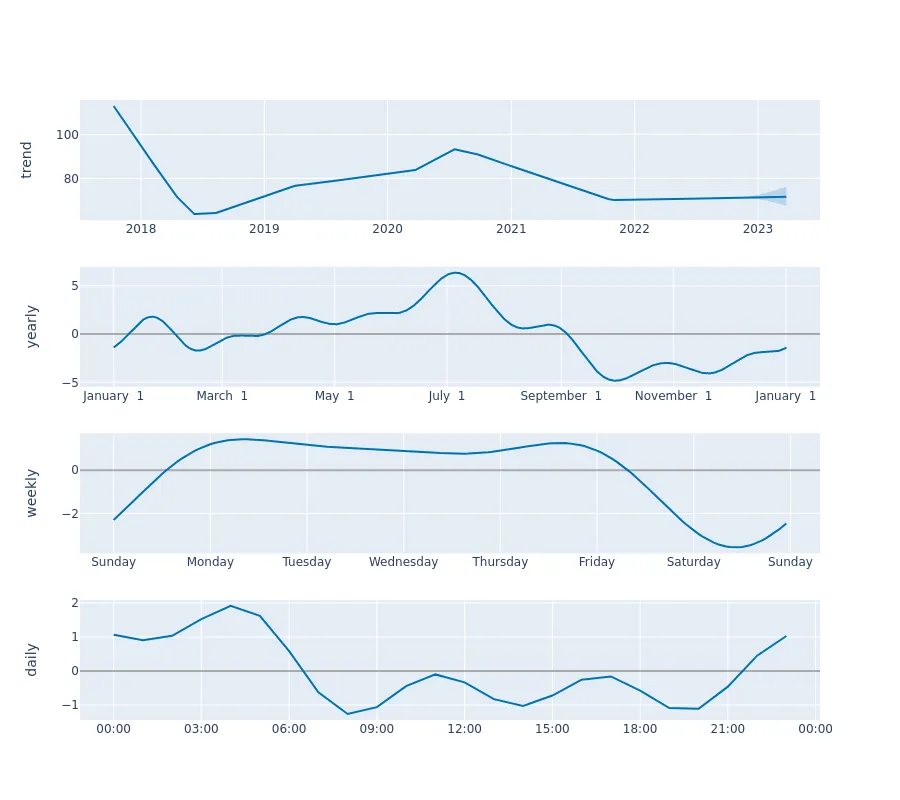 trend
100
80
2018 2019 2020 2021 2022 2023
yearly
5
0
−5
January 1 March 1 May 1 July 1 September 1 November 1 January 1
weekly
0
−2
Sunday Monday Tuesday Wednesday Thursday Friday Saturday Sunday
daily
2
1
0
−1
00:00 03:00 06:00 09:00 12:00 15:00 18:00 21:00 00:00